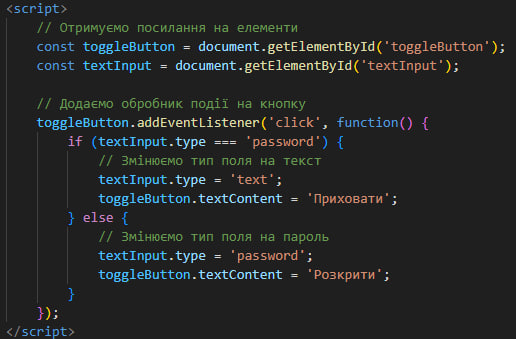 <script>
// Отримуємо посилання на елементи
const toggleButton = document.getElementById('toggleButton');
const textInput = document.getElementById('textInput');
// Додаємо обробник події на кнопку
toggleButton.addEventListener('click', function() {
if (textInput.type === 'password') {
// Змінюємо тип поля на текст
textInput.type = 'text';
toggleButton.textContent = 'Приховати';
} else {
// Змінюємо тип поля на пароль
textInput.type = 'password';
toggleButton.textContent = 'Розкрити';
}
});
</script>